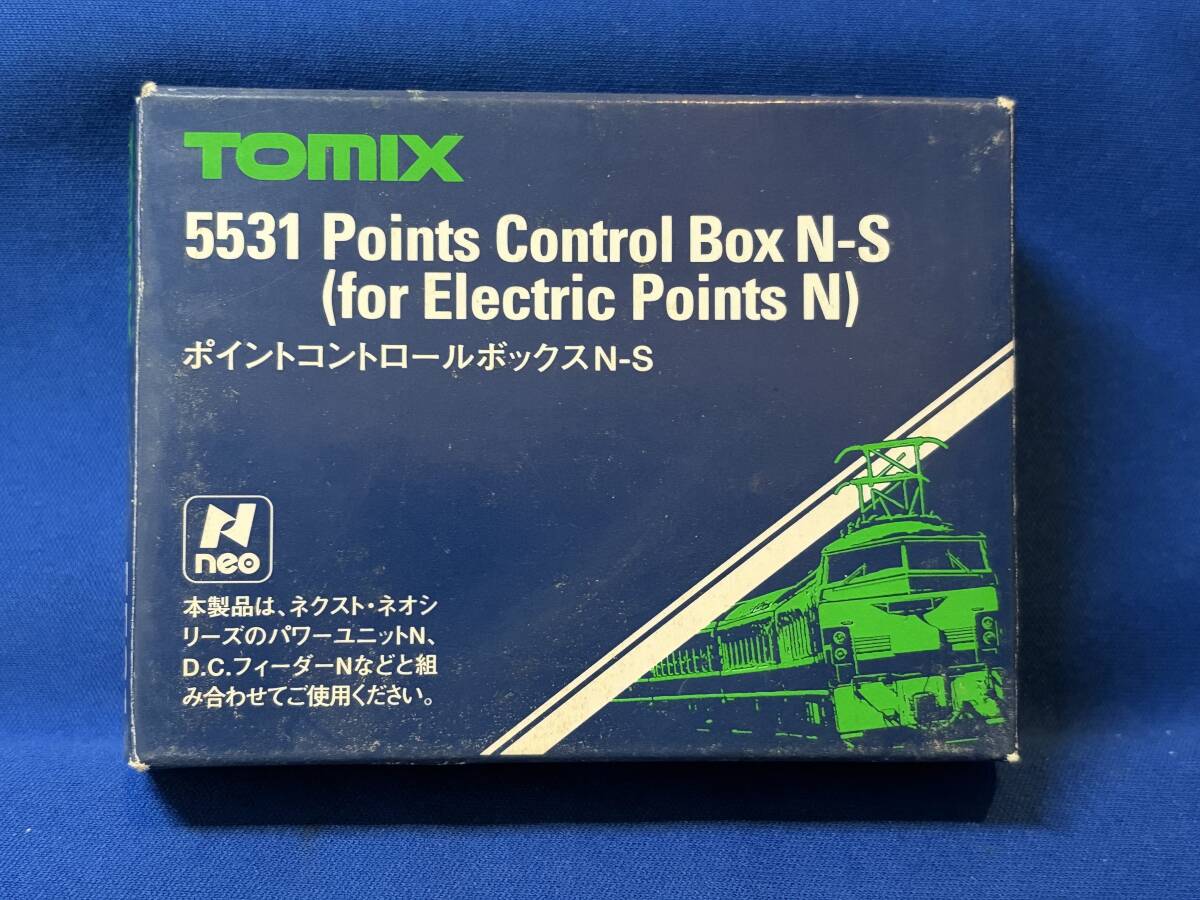 TOMIX
5531 Points Control Box N-S
(for Electric Points N)
ポイントコントロールボックスN-S
N
neo
本製品は、ネクスト・ネオシ
リーズのパワーユニットN、
D.C.フィーダーNなどと組
み合わせてご使用ください。